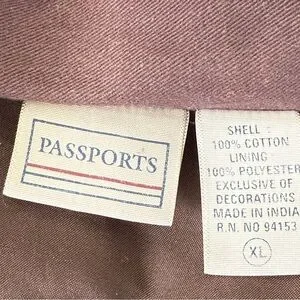 PASSPORTS
SHELL :
100% COTTON
LINING :
100% POLYESTER
EXCLUSIVE OF
DECORATIONS
MADE IN INDIA
R.N. NO 94153
XL